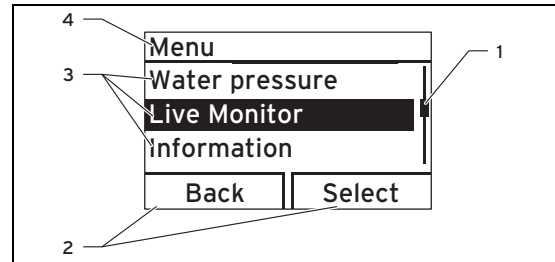 4
Menu
1
3
Water pressure
Live Monitor
Information
Back Select
2